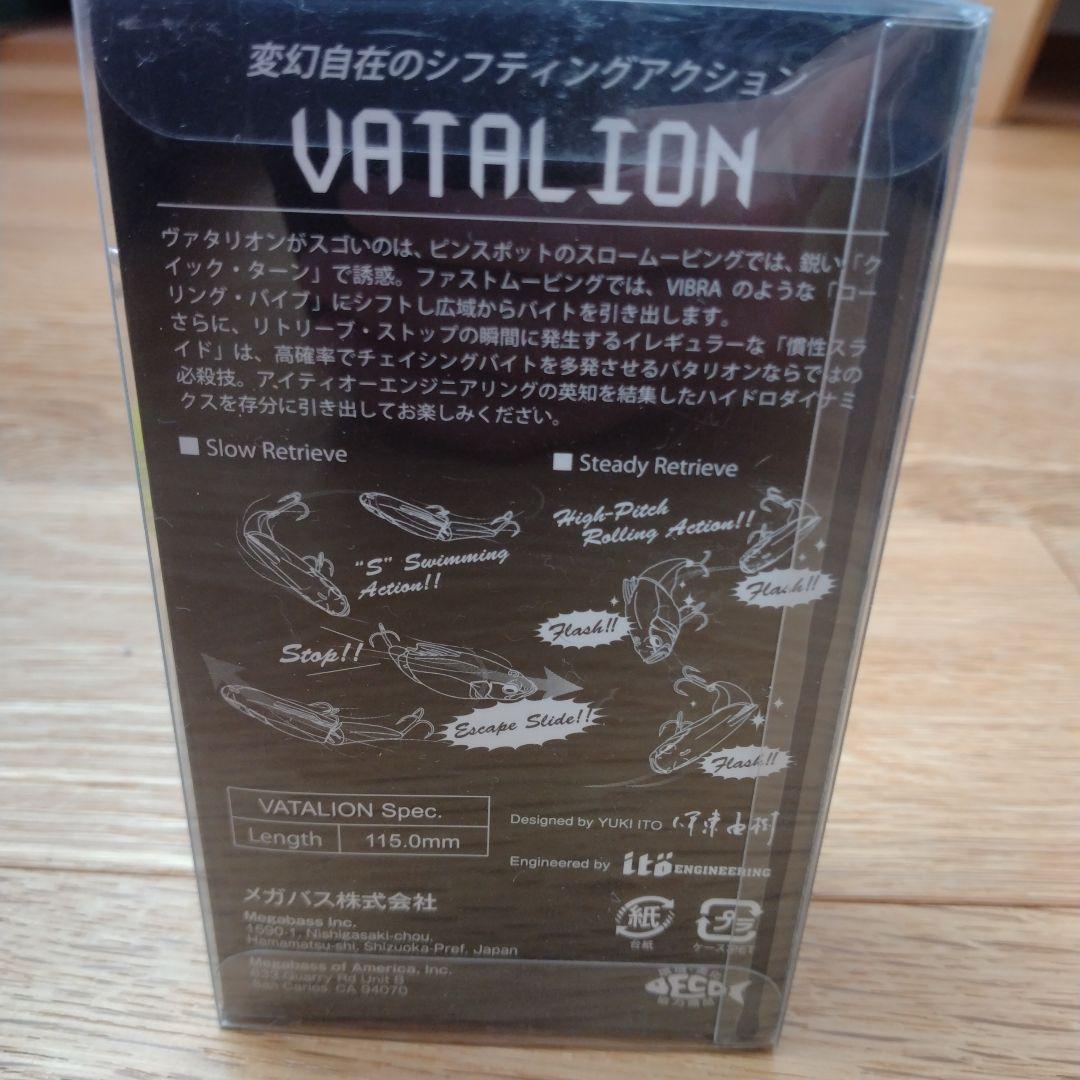 変幻自在のシフティングアクション
VATALION
ヴァタリオンがスゴいのは、ピンスポットのスロームービングでは、鋭い「ク
イック・ターン」で誘惑。ファストムービングでは、VIBRA のような「ロー
リング・バイブ」にシフトし広域からバイトを引き出します。
さらに、リトリーブ・ストップの瞬間に発生するイレギュラーな「慣性スラ
イド」は、高確率でチェイシングバイトを多発させるバタリオンならではの
必殺技。アイティオーエンジニアリングの英知を結集したハイドロダイナミ
クスを存分に引き出してお楽しみください。
■ Slow Retrieve
"S" Swimming
Action!!
Stop!!
Escape Slide!!
■ Steady Retrieve
High-Pitch
Rolling Action!!
Flash!!
Flash!!
Flash!!
VATALION Spec.
Length 115.0mm
Designed by YUKI ITO 伊東由樹
Engineered by itö ENGINEERING
メガバス株式会社
Megabass Inc.
1590-1, Nishigasaki-chou,
Hamamatsu-shi, Shizuoka-Pref, Japan
Megabass of America, Inc.
633 Quarry Rd Unit B
San Carlos, CA 94070
紙
台紙
プラ
ケース:PET